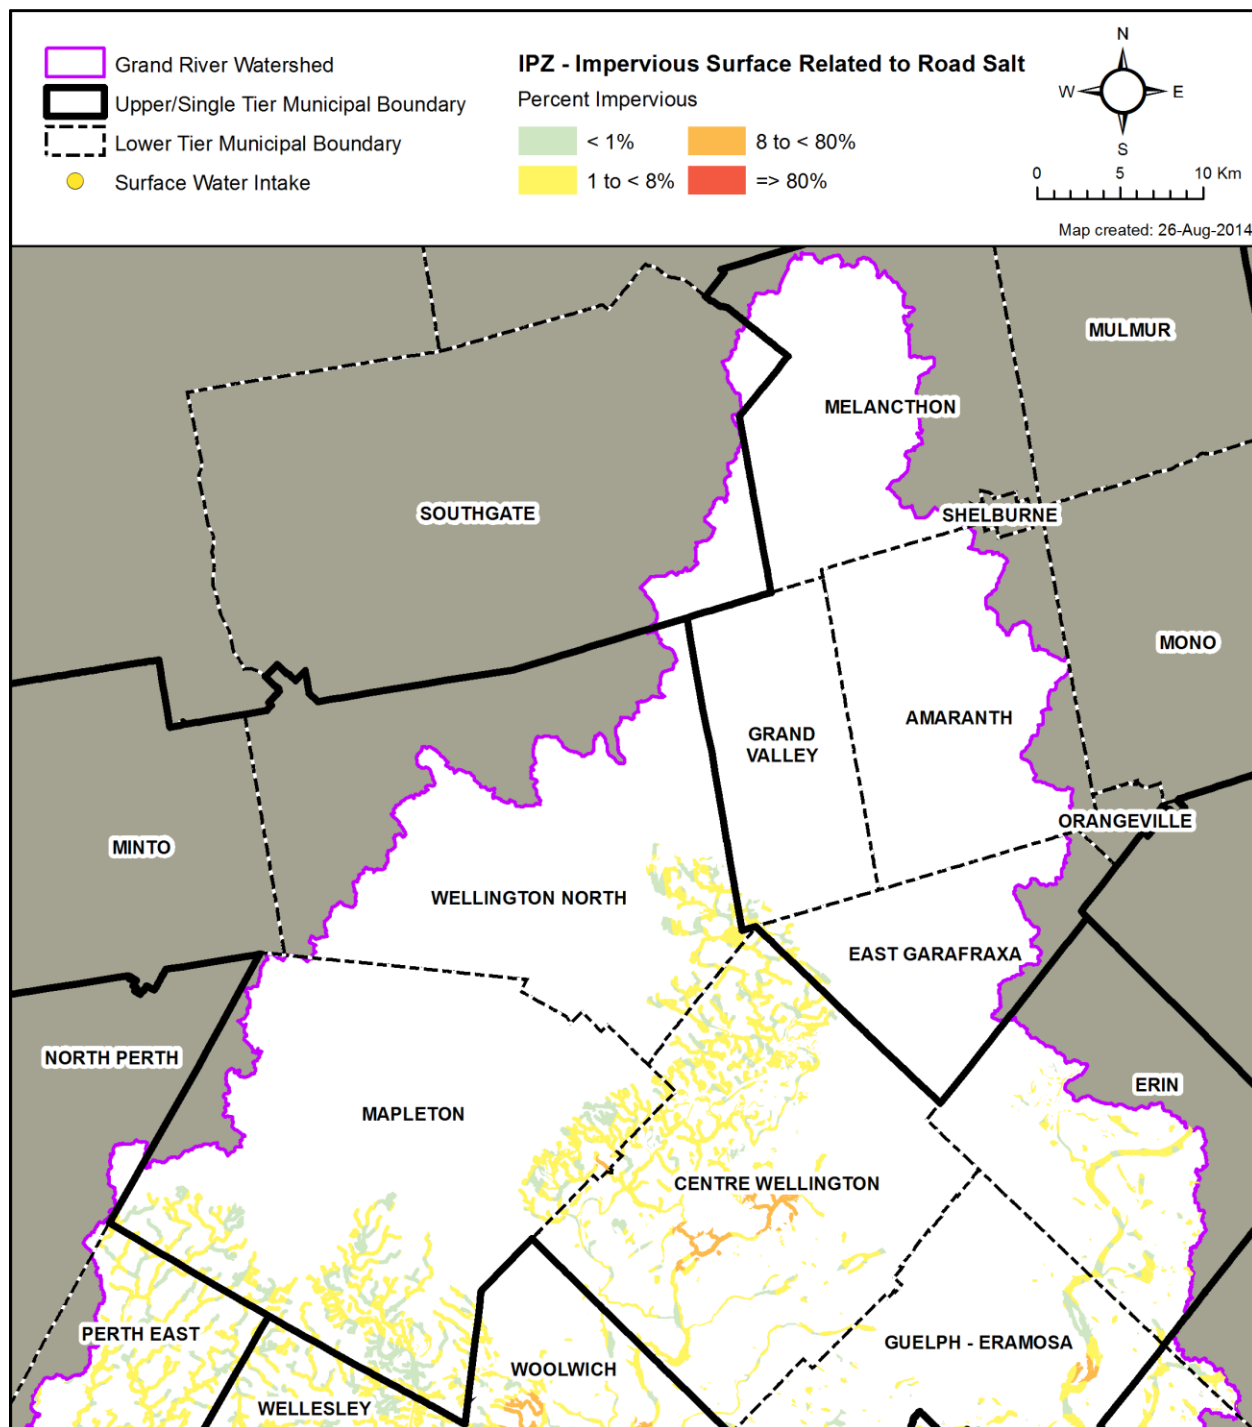 Grand River Watershed
Upper/Single Tier Municipal Boundary
Lower Tier Municipal Boundary
Surface Water Intake
IPZ - Impervious Surface Related to Road Salt
Percent Impervious
< 1%
8 to < 80%
1 to < 8%
=> 80%
N
W
E
S
0 5 10 Km
Map created: 26-Aug-2014
MULMUR
MELANCTHON
SOUTHGATE
SHELBURNE
MONO
AMARANTH
GRAND
VALLEY
ORANGEVILLE
MINTO
WELLINGTON NORTH
EAST GARAFRAXA
NORTH PERTH
ERIN
MAPLETON
CENTRE WELLINGTON
PERTH EAST
GUELPH - ERAMOSA
WOOLWICH
WELLESLEY